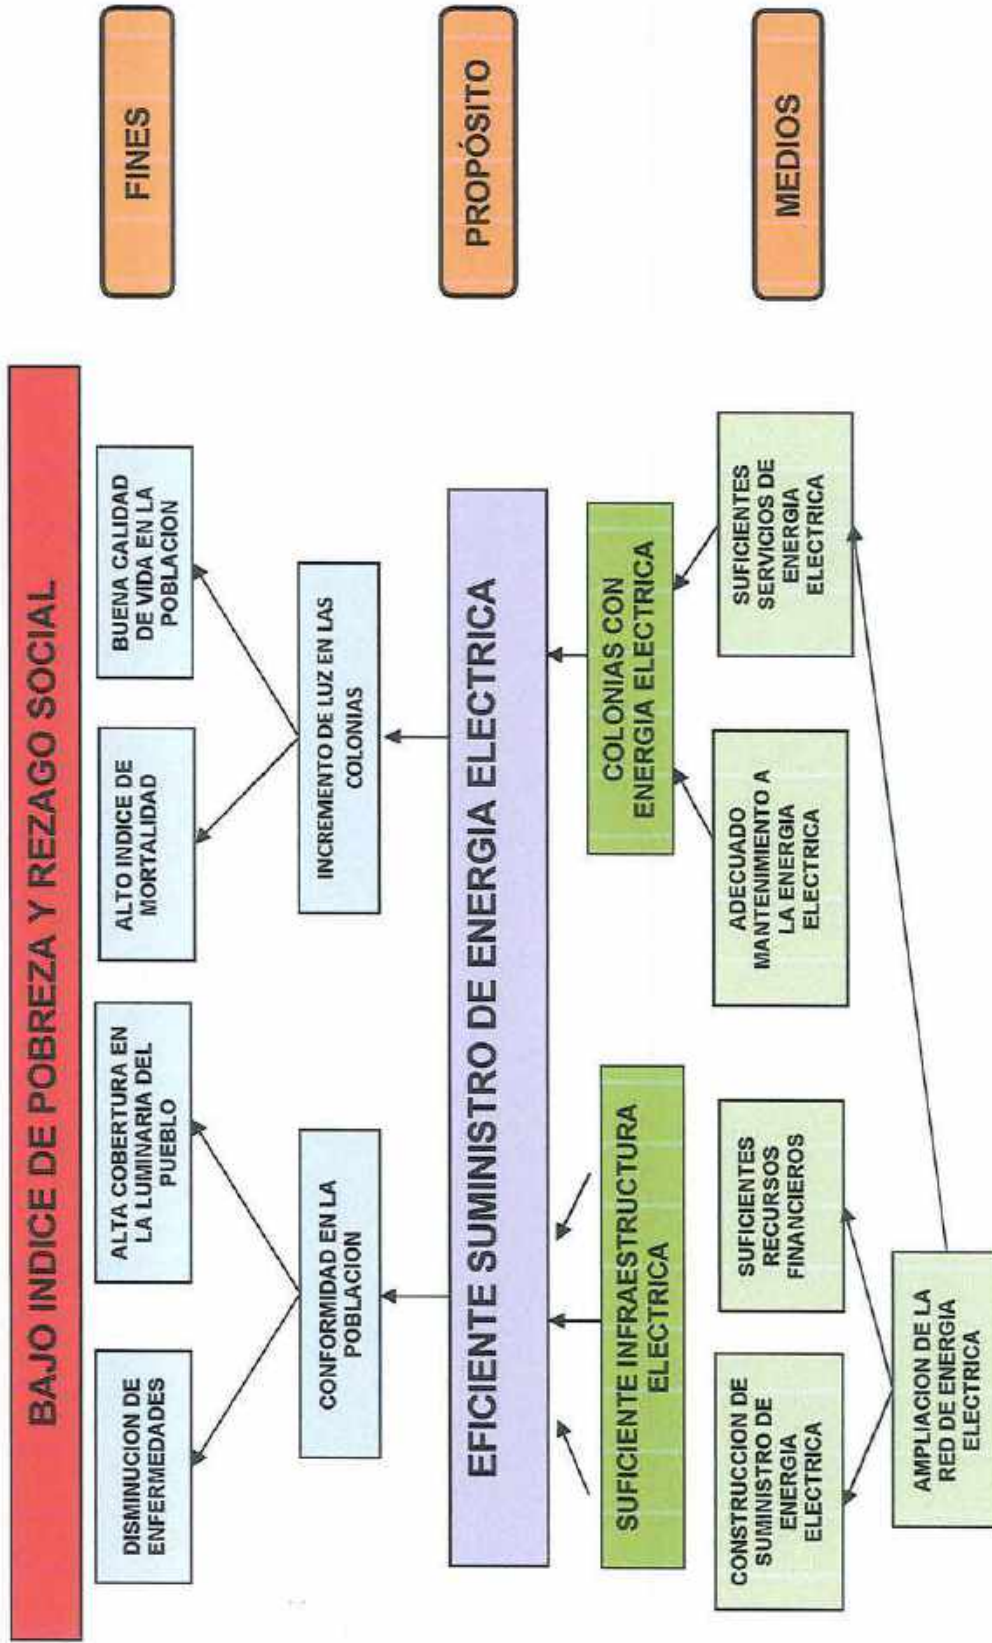 BAJO INDICE DE POBREZA Y REZAGO SOCIAL
FINES
DISMINUCION DE
ENFERMEDADES
ALTA COBERTURA EN
LA LUMINARIA DEL
PUEBLO
ALTO INDICE DE
MORTALIDAD
BUENA CALIDAD
DE VIDA EN LA
POBLACION
CONFORMIDAD EN LA
POBLACION
INCREMENTO DE LUZ EN LAS
COLONIAS
EFICIENTE SUMINISTRO DE ENERGIA ELECTRICA
PROPÓSITO
SUFICIENTE INFRAESTRUCTURA
ELECTRICA
COLONIAS CON
ENERGIA ELECTRICA
CONSTRUCCION DE
SUMINISTRO DE
ENERGIA
ELECTRICA
SUFICIENTES
RECURSOS
FINANCIEROS
ADECUADO
MANTENIMIENTO A
LA ENERGIA
ELECTRICA
SUFICIENTES
SERVICIOS DE
ENERGIA
ELECTRICA
MEDIOS
AMPLIACION DE LA
RED DE ENERGIA
ELECTRICA